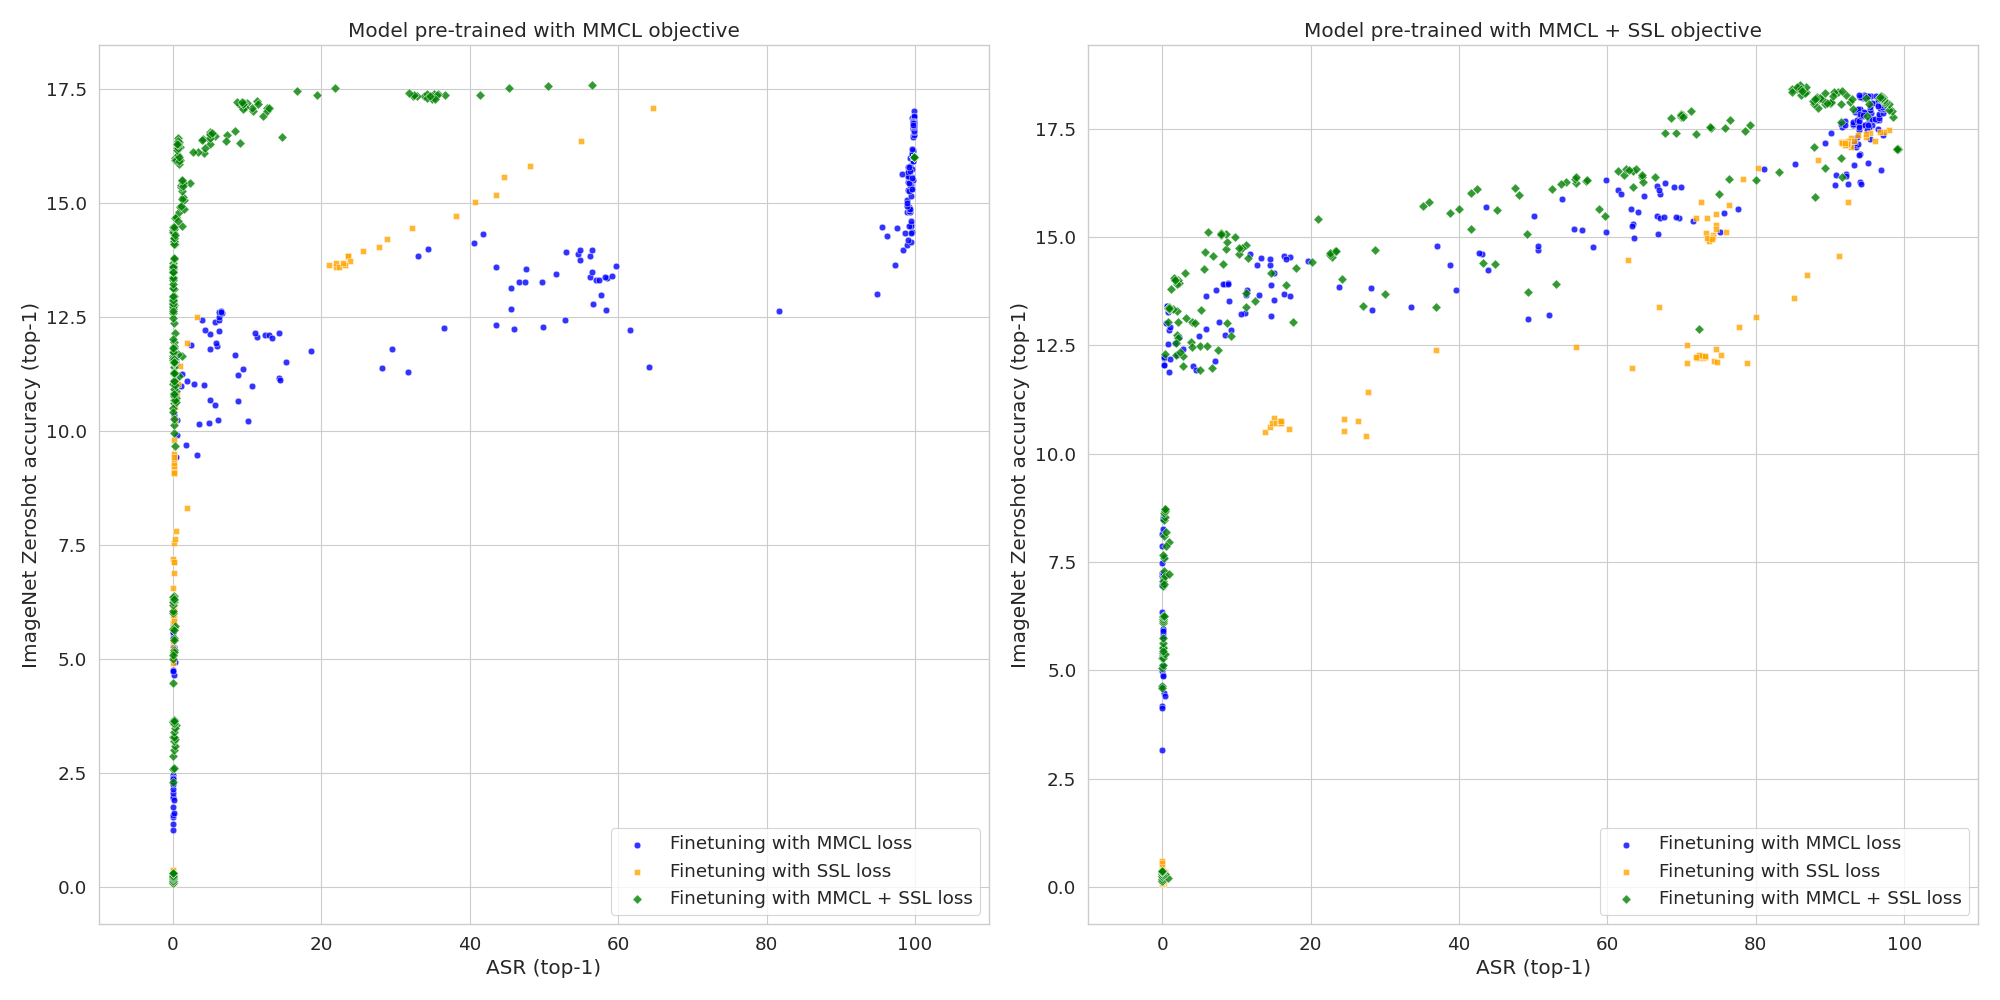 Model pre-trained with MMCL objective
ImageNet Zeroshot accuracy (top-1)
17.5
15.0
12.5
10.0
7.5
5.0
2.5
0.0
0 20 40 60 80 100
ASR (top-1)
Finetuning with MMCL loss
Finetuning with SSL loss
Finetuning with MMCL + SSL loss
Model pre-trained with MMCL + SSL objective
ImageNet Zeroshot accuracy (top-1)
17.5
15.0
12.5
10.0
7.5
5.0
2.5
0.0
0 20 40 60 80 100
ASR (top-1)
Finetuning with MMCL loss
Finetuning with SSL loss
Finetuning with MMCL + SSL loss